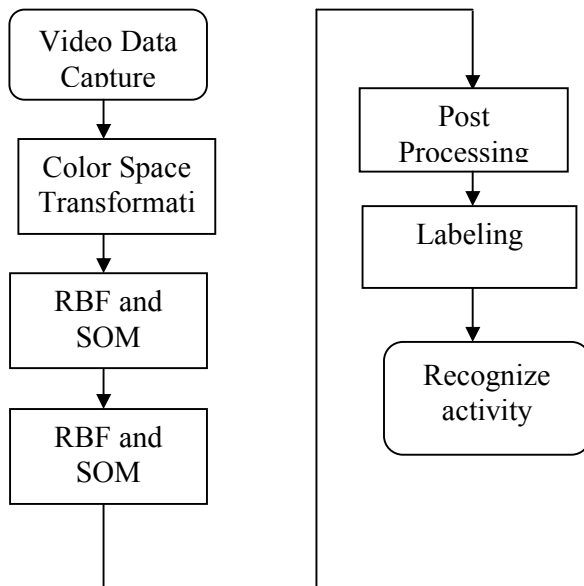 Video Data
Capture
Color Space
Transformati
RBF and
SOM
RBF and
SOM
Post
Processing
Labeling
Recognize
activity